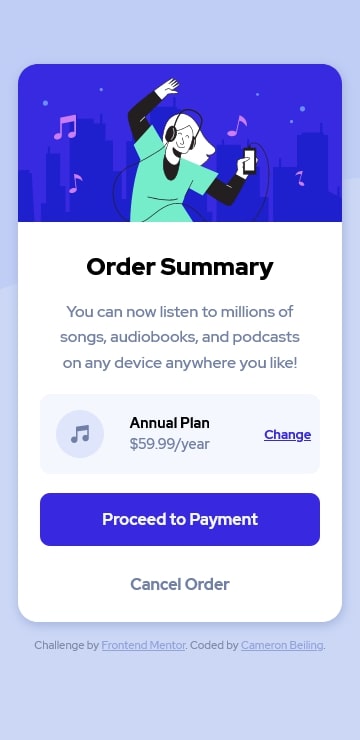 Order Summary
You can now listen to millions of
songs, audiobooks, and podcasts
on any device anywhere you like!
Annual Plan
$59.99/year
Change
Proceed to Payment
Cancel Order
Challenge by Frontend Mentor. Coded by Cameron Beiling.